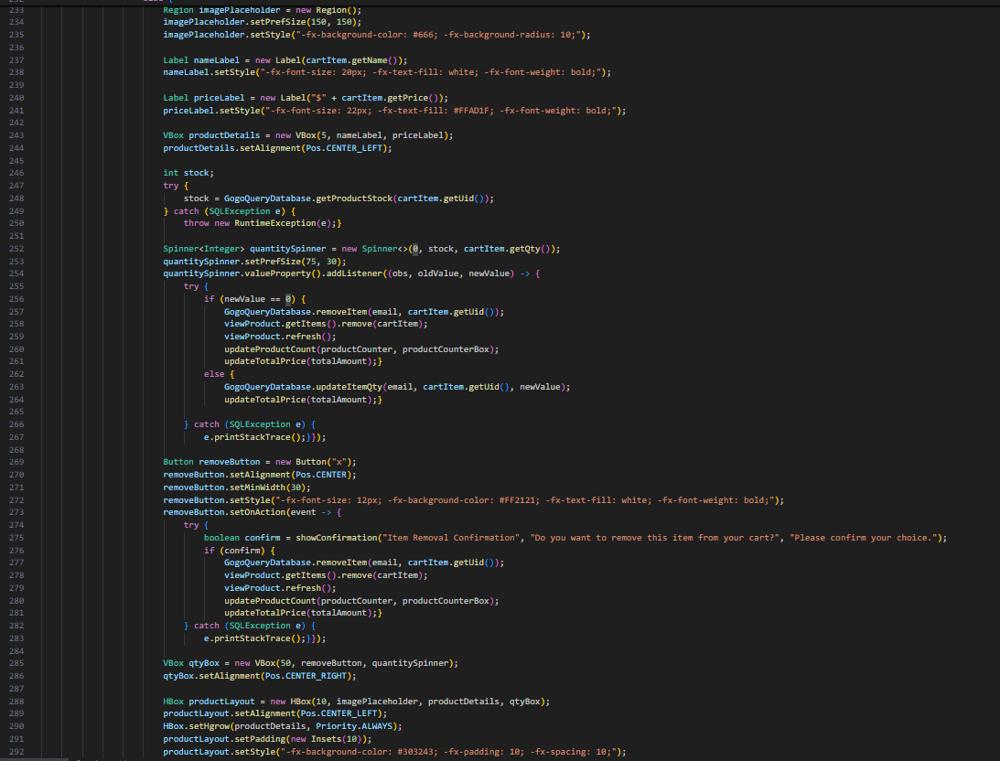 233 Region imagePlaceholder = new Region();
234 imagePlaceholder.setPrefSize(150, 150);
235 imagePlaceholder.setStyle("-fx-background-color: #666; -fx-background-radius: 10;");
236
237 Label nameLabel = new Label(cartItem.getName());
238 nameLabel.setStyle("-fx-font-size: 20px; -fx-text-fill: white; -fx-font-weight: bold;");
239
240 Label priceLabel = new Label("$" + cartItem.getPrice());
241 priceLabel.setStyle("-fx-font-size: 22px; -fx-text-fill: #FFAD1F; -fx-font-weight: bold;");
242
243 VBox productDetails = new VBox(5, nameLabel, priceLabel);
244 productDetails.setAlignment(Pos.CENTER_LEFT);
245
246 int stock;
247 try {
248 stock = GogoQueryDatabase.getProductStock(cartItem.getUid());
249 } catch (SQLException e) {
250 throw new RuntimeException(e);}
251
252 Spinner<Integer> quantitySpinner = new Spinner<>(0, stock, cartItem.getQty());
253 quantitySpinner.setPrefSize(75, 30);
254 quantitySpinner.valueProperty().addListener((obs, oldValue, newValue) -> {
255 try {
256 if (newValue == 0) {
257 GogoQueryDatabase.removeItem(email, cartItem.getUid());
258 viewProduct.getItems().remove(cartItem);
259 viewProduct.refresh();
260 updateProductCount(productCounter, productCounterBox);
261 updateTotalPrice(totalAmount);}
262 else {
263 GogoQueryDatabase.updateItemQty(email, cartItem.getUid(), newValue);
264 updateTotalPrice(totalAmount);}
265
266 } catch (SQLException e) {
267 e.printStackTrace();}});
268
269 Button removeButton = new Button("x");
270 removeButton.setAlignment(Pos.CENTER);
271 removeButton.setMinWidth(30);
272 removeButton.setStyle("-fx-font-size: 12px; -fx-background-color: #FF2121; -fx-text-fill: white; -fx-font-weight: bold;");
273 removeButton.setOnAction(event -> {
274 try {
275 boolean confirm = showConfirmation("Item Removal Confirmation", "Do you want to remove this item from your cart?", "Please confirm your choice.");
276 if (confirm) {
277 GogoQueryDatabase.removeItem(email, cartItem.getUid());
278 viewProduct.getItems().remove(cartItem);
279 viewProduct.refresh();
280 updateProductCount(productCounter, productCounterBox);
281 updateTotalPrice(totalAmount);}
282 } catch (SQLException e) {
283 e.printStackTrace();}});
284
285 VBox qtyBox = new VBox(50, removeButton, quantitySpinner);
286 qtyBox.setAlignment(Pos.CENTER_RIGHT);
287
288 HBox productLayout = new HBox(10, imagePlaceholder, productDetails, qtyBox);
289 productLayout.setAlignment(Pos.CENTER_LEFT);
290 HBox.setHgrow(productDetails, Priority.ALWAYS);
291 productLayout.setPadding(new Insets(10));
292 productLayout.setStyle("-fx-background-color: #303243; -fx-padding: 10; -fx-spacing: 10;");